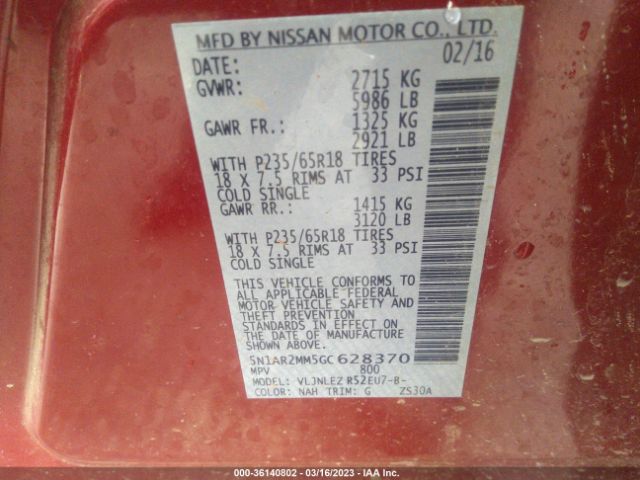 MFD BY NISSAN MOTOR CO., LTD.
DATE: 02/16
GVWR: 2715 KG
5986 LB
GAWR FR.: 1325 KG
2921 LB
WITH P235/65R18 TIRES
18 X 7.5 RIMS AT 33 PSI
COLD SINGLE
GAWR RR.: 1415 KG
3120 LB
WITH P235/65R18 TIRES
18 X 7.5 RIMS AT 33 PSI
COLD SINGLE
THIS VEHICLE CONFORMS TO
ALL APPLICABLE FEDERAL
MOTOR VEHICLE SAFETY AND
THEFT PREVENTION
STANDARDS IN EFFECT ON
THE DATE OF MANUFACTURE
SHOWN ABOVE.
5N1AR2MM5GC628370
MPV 800
MODEL: VLJNLEZ R52EU7-B-
COLOR: NAH TRIM: G ZS30A
000-36140802 - 03/16/2023 - IAA Inc.